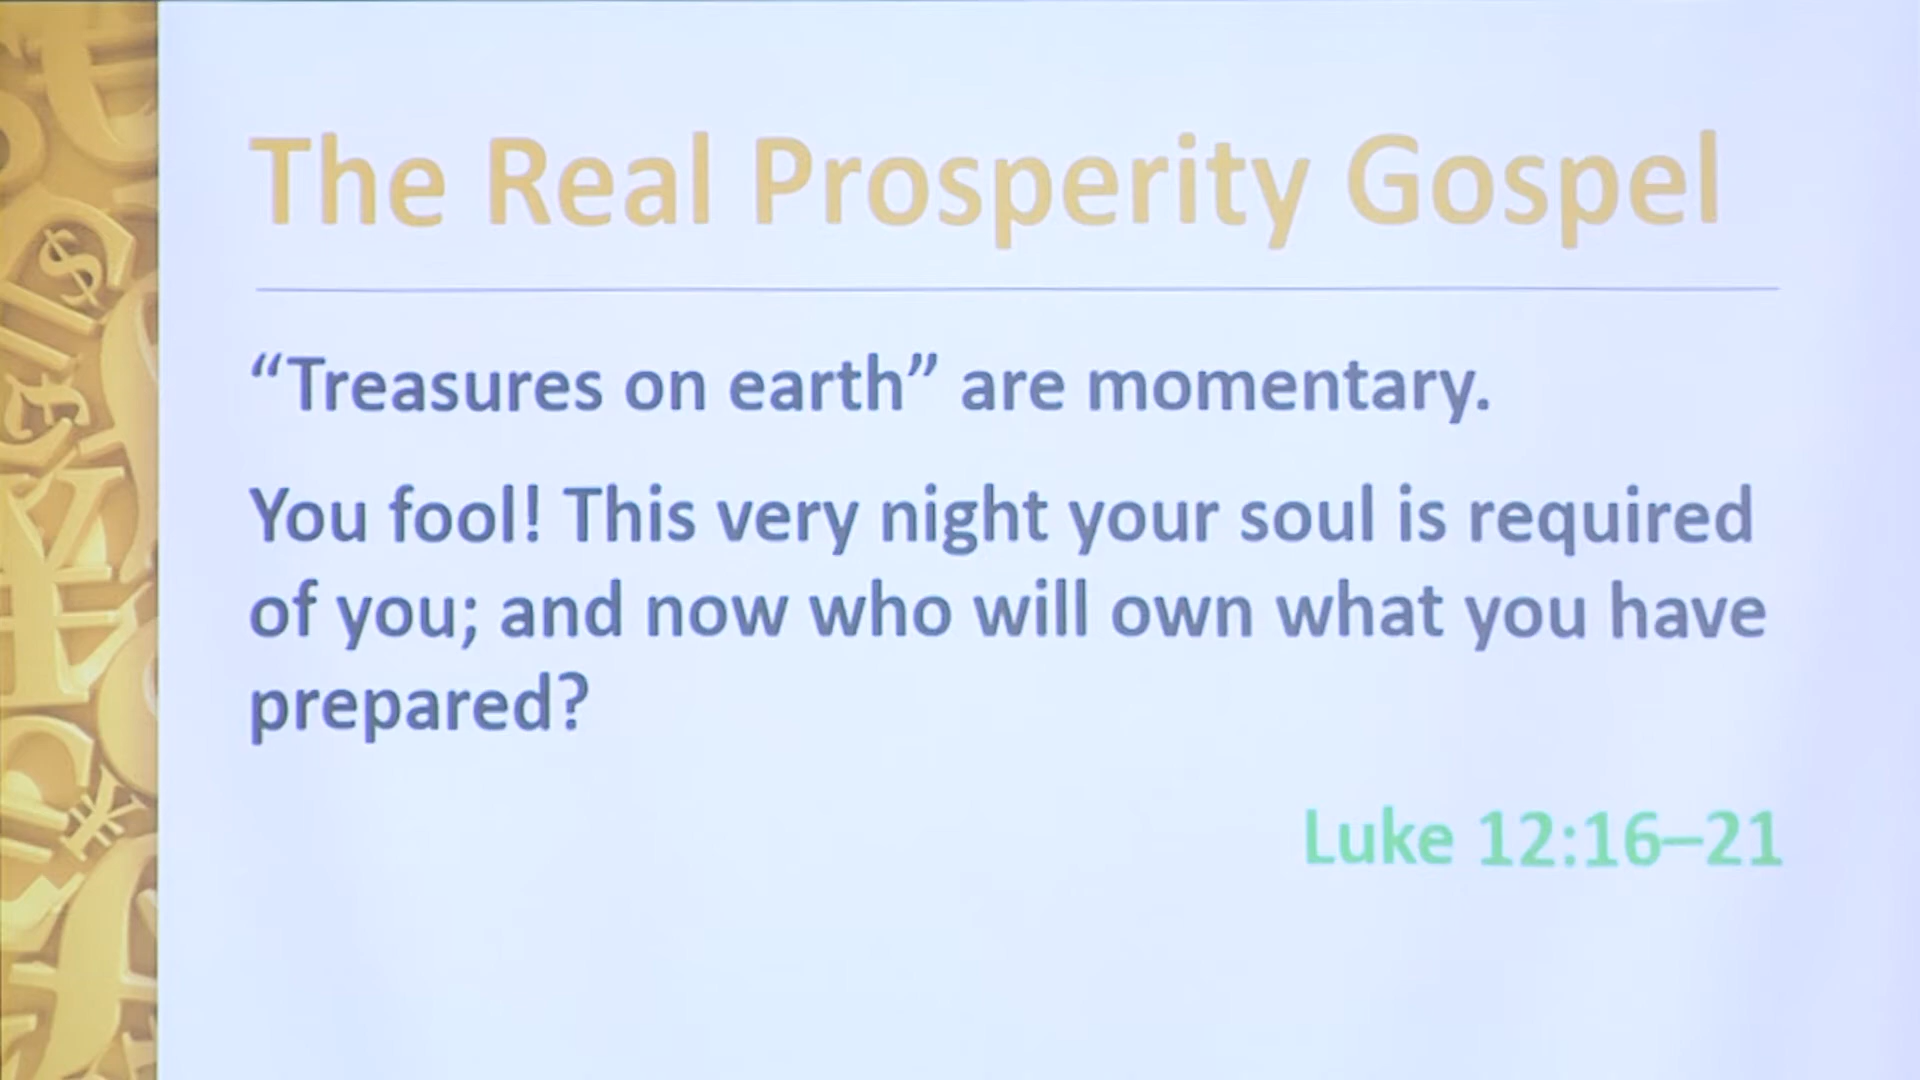 The Real Prosperity Gospel
“Treasures on earth” are momentary.
You fool! This very night your soul is required
of you; and now who will own what you have
prepared?
Luke 12:16–21